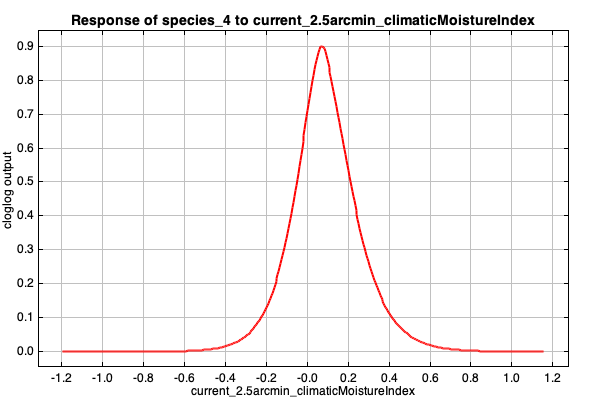 Response of species_4 to current_2.5arcmin_climaticMoistureIndex
0.9
0.8
0.7
0.6
0.5
0.4
0.3
0.2
0.1
0.0
cloglog output
-1.2 -1.0 -0.8 -0.6 -0.4 -0.2 -0.0 0.2 0.4 0.6 0.8 1.0 1.2
current_2.5arcmin_climaticMoistureIndex